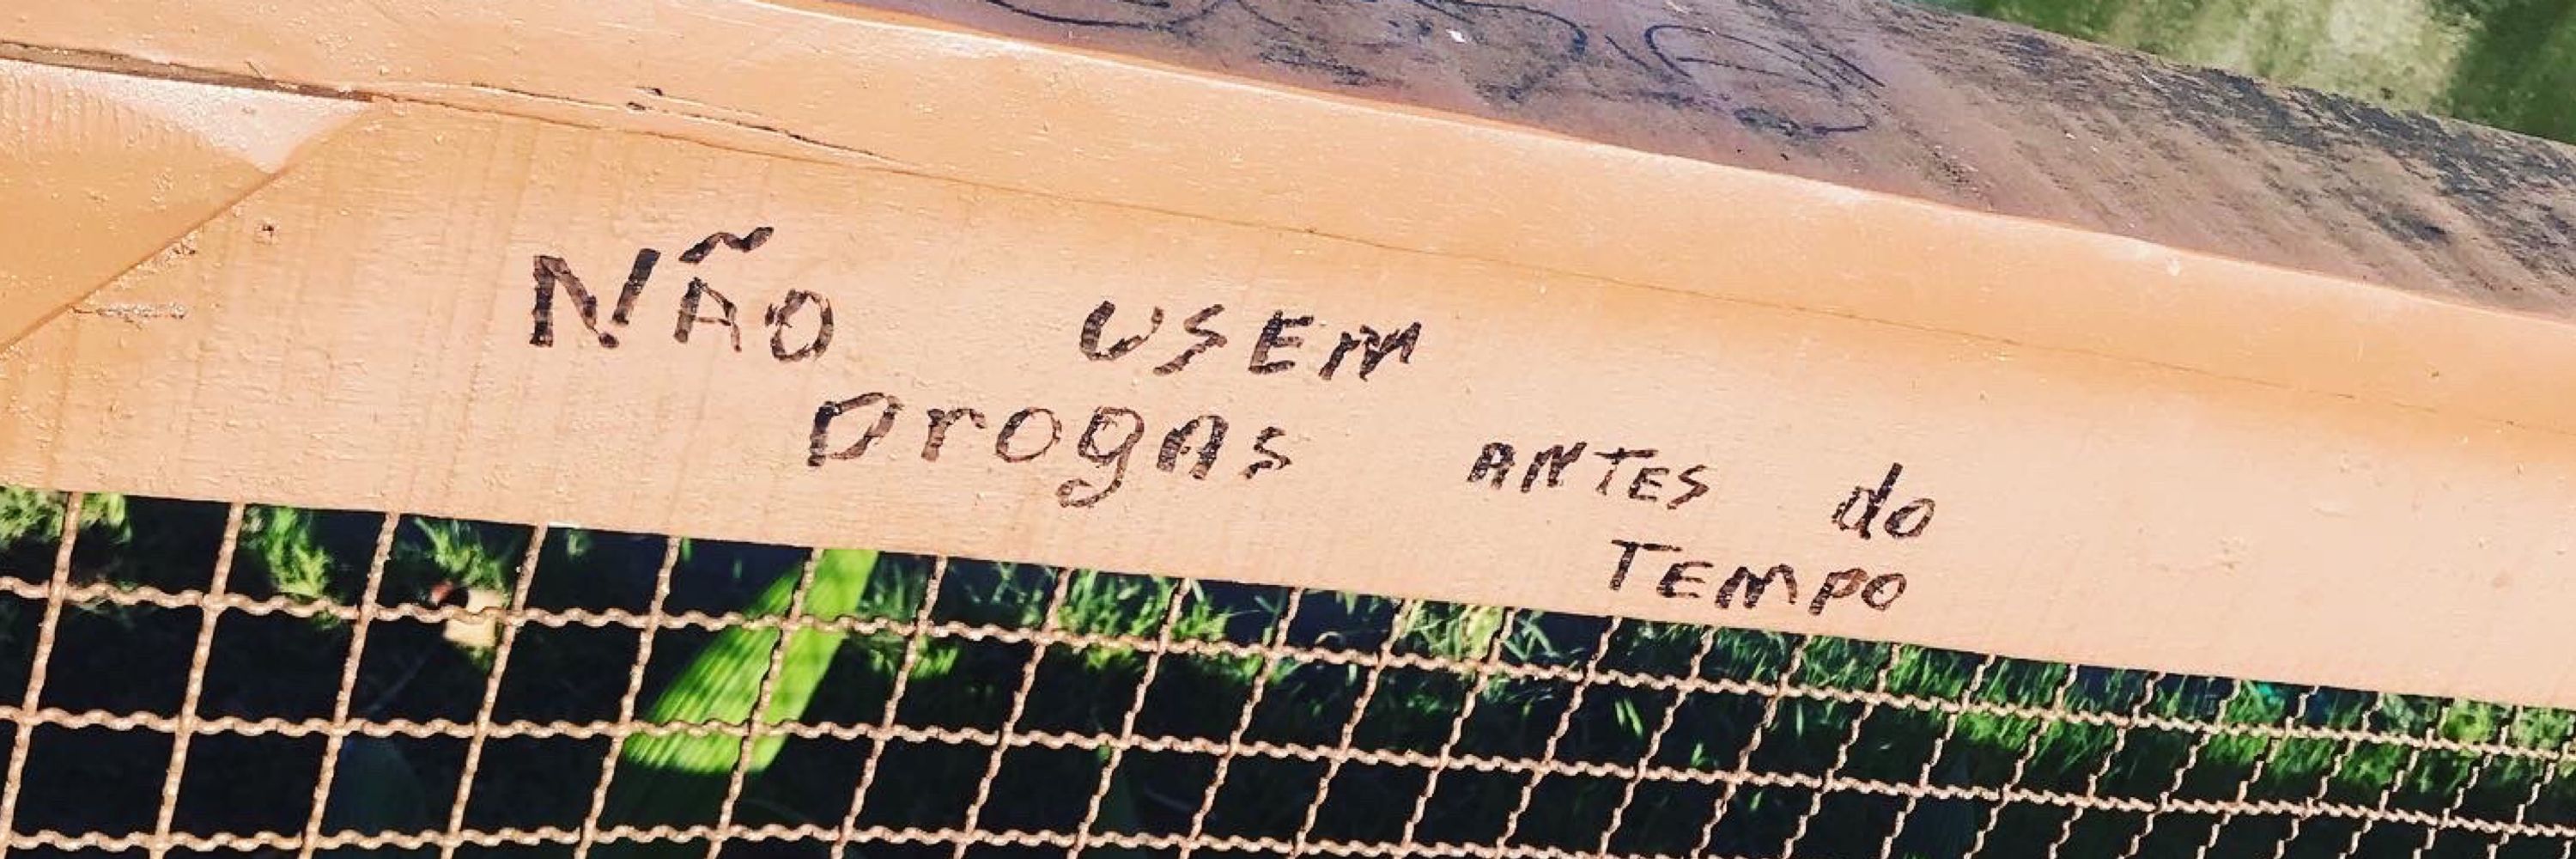 NÃO USEM
Drogas ANTES do
TEMPO